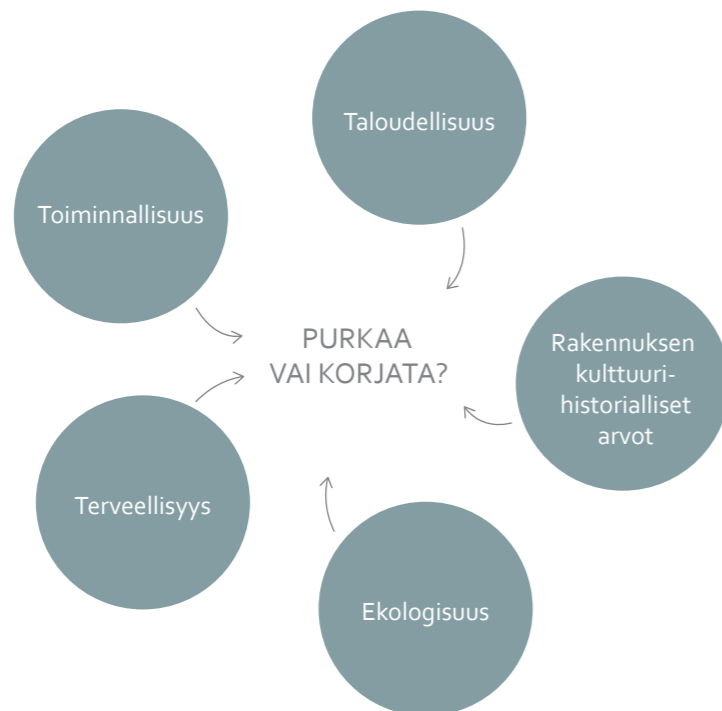 Taloudellisuus
Toiminnallisuus
PURKAA
VAI KORJATA?
Rakennuksen
kulttuuri-
historialliset
arvot
Terveellisyys
Ekologisuus